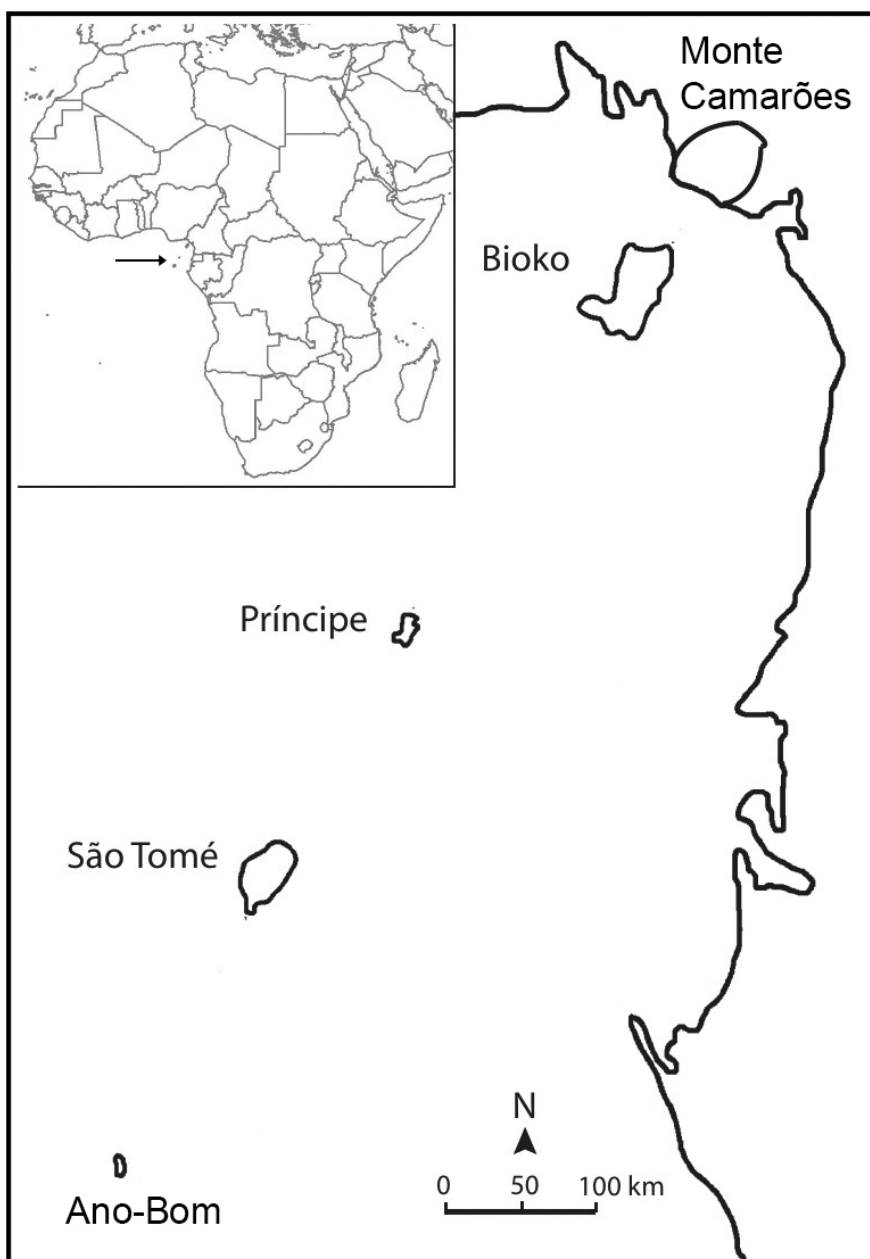 Monte
Camarões
Bioko
Príncipe
São Tomé
N
0 50 100 km
Ano-Bom